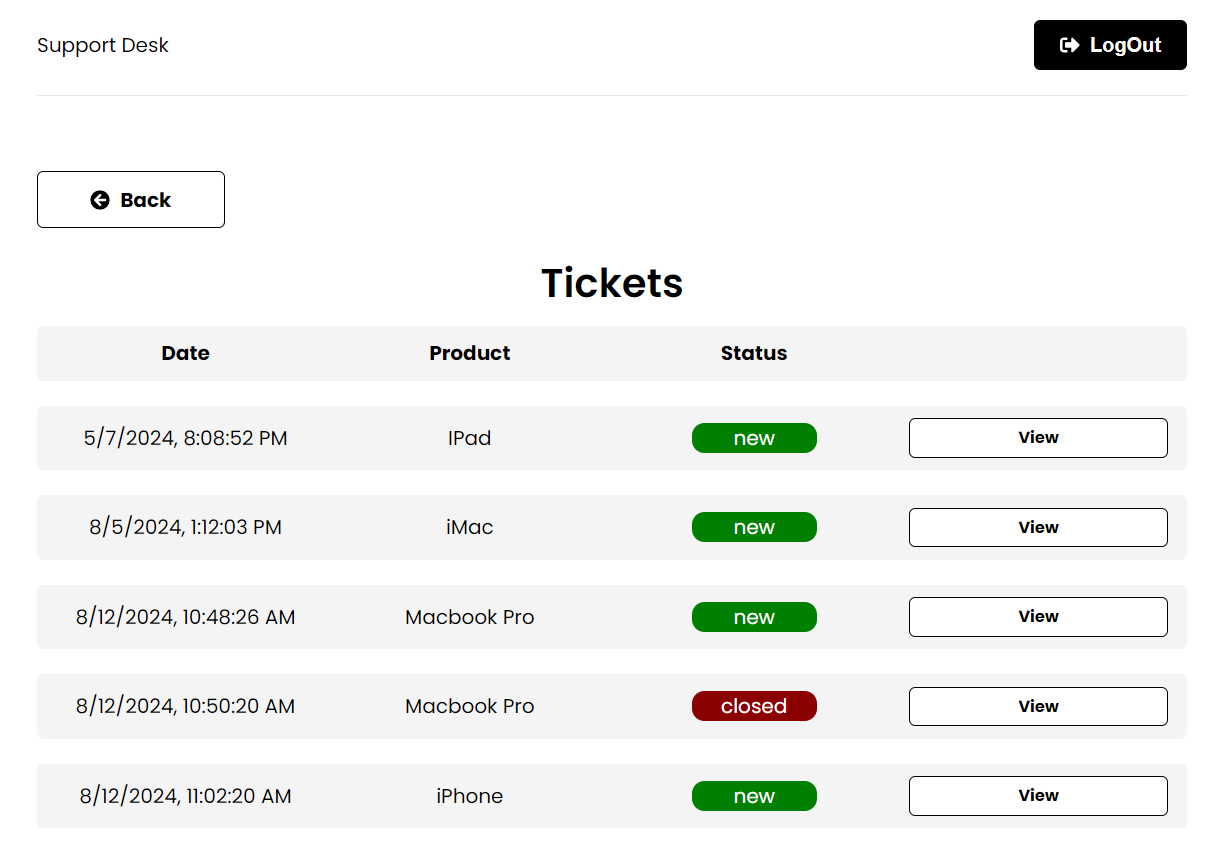 Support Desk LogOut
Back
Tickets
Date Product Status
5/7/2024, 8:08:52 PM IPad new View
8/5/2024, 1:12:03 PM iMac new View
8/12/2024, 10:48:26 AM Macbook Pro new View
8/12/2024, 10:50:20 AM Macbook Pro closed View
8/12/2024, 11:02:20 AM iPhone new View